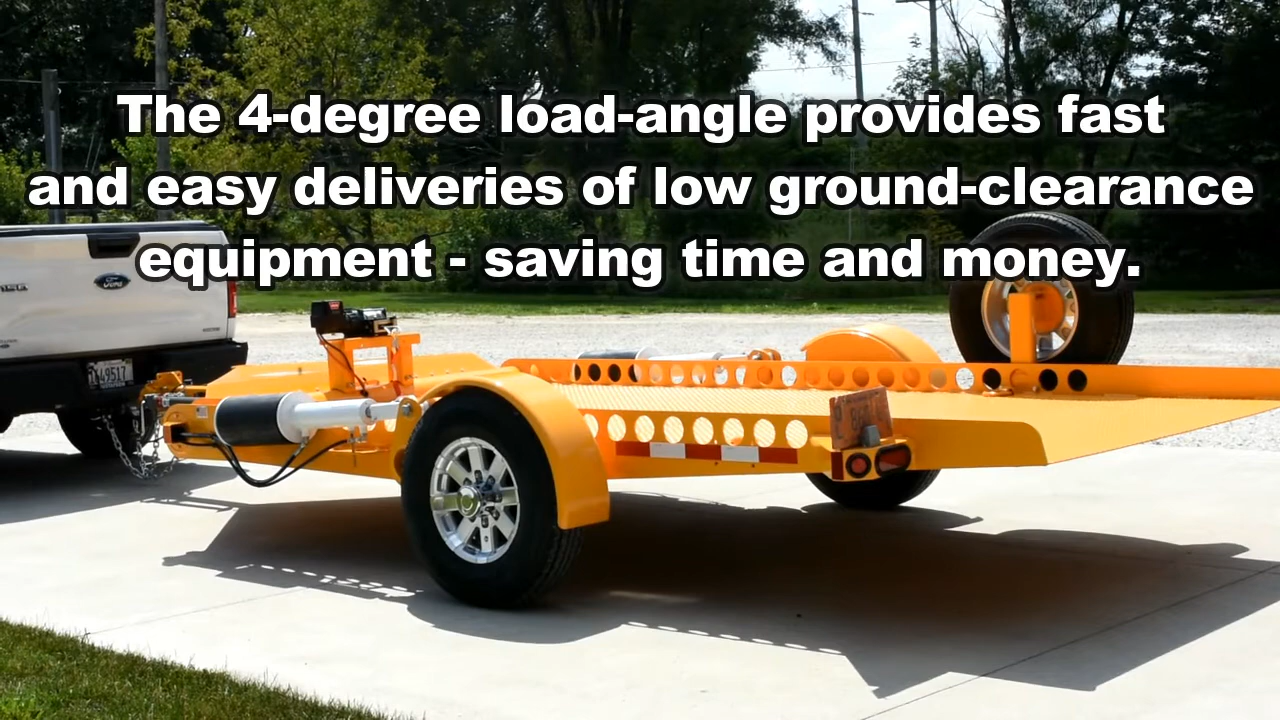 The 4-degree load-angle provides fast
and easy deliveries of low ground-clearance
equipment - saving time and money.
Ford